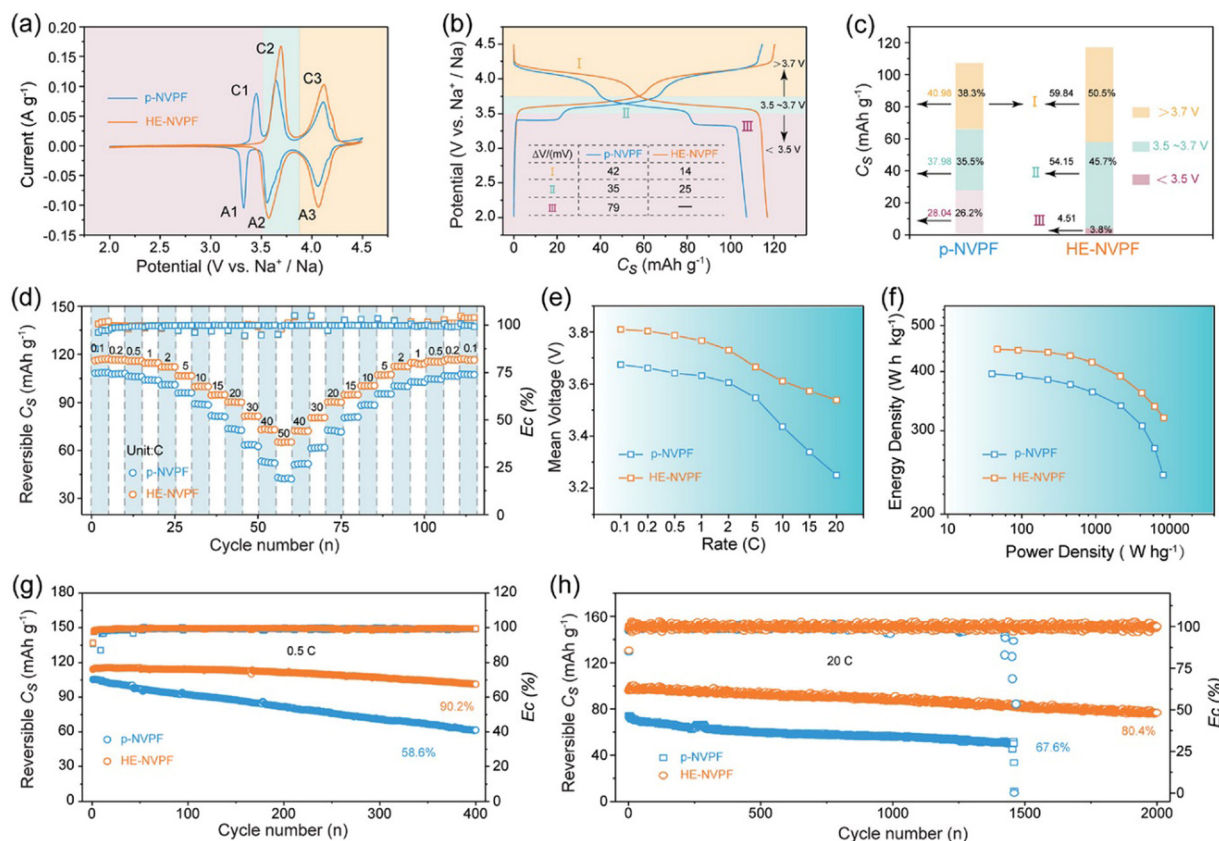 (a)
0.20
0.15
0.10
0.05
0.00
-0.05
-0.10
-0.15
Current (A g⁻¹)
p-NVPF
HE-NVPF
C1
C2
C3
A1
A2
A3
2.0 2.5 3.0 3.5 4.0 4.5
Potential (V vs. Na⁺ / Na)
(b)
4.5
4.0
3.5
3.0
2.5
2.0
Potential (V vs. Na⁺ / Na)
I
II
III
>3.7 V
3.5 ~3.7 V
< 3.5 V
ΔV/(mV) p-NVPF HE-NVPF
I 42 14
II 35 25
III 79 —
0 20 40 60 80 100 120
Cs (mAh g⁻¹)
(c)
120
100
80
60
40
20
0
Cs (mAh g⁻¹)
40.98 38.3% I 59.84 50.5%
37.98 35.5% II 54.15 45.7%
28.04 26.2% III 4.51 3.8%
>3.7 V
3.5 ~3.7 V
< 3.5 V
p-NVPF HE-NVPF
(d)
150
120
90
60
30
Reversible Cs (mAh g⁻¹)
0.1 0.2 0.5 1 2 5 10 15 20 30 40 50 40 30 20 15 10 5 2 1 0.5 0.2 0.1
Unit:C
p-NVPF
HE-NVPF
100
75
50
25
0
Ec (%)
0 25 50 75 100
Cycle number (n)
(e)
4.0
3.8
3.6
3.4
3.2
Mean Voltage (V)
p-NVPF
HE-NVPF
0.1 0.2 0.5 1 2 5 10 15 20
Rate (C)
(f)
500
400
300
200
Energy Density (W h kg⁻¹)
p-NVPF
HE-NVPF
10 100 1000 10000
Power Density ( W hg⁻¹)
(g)
180
150
120
90
60
30
0
Reversible Cs (mAh g⁻¹)
0.5 C
90.2%
58.6%
p-NVPF
HE-NVPF
100
80
60
40
20
0
Ec (%)
0 50 100 150 200 250 300 350 400
Cycle number (n)
(h)
160
120
80
40
0
Reversible Cs (mAh g⁻¹)
20 C
80.4%
67.6%
p-NVPF
HE-NVPF
100
75
50
25
0
Ec (%)
0 500 1000 1500 2000
Cycle number (n)